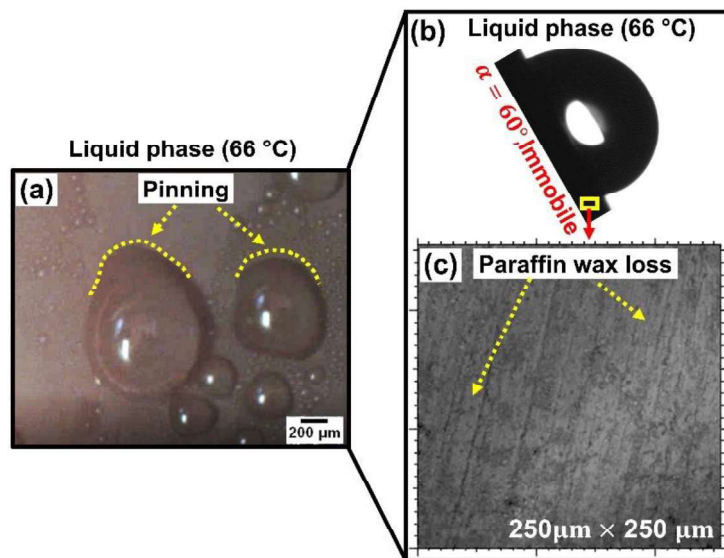 Liquid phase (66 °C)
(a)
Pinning
200 μm
(b)
Liquid phase (66 °C)
α = 60°, Immobile
(c)
Paraffin wax loss
250μm × 250 μm